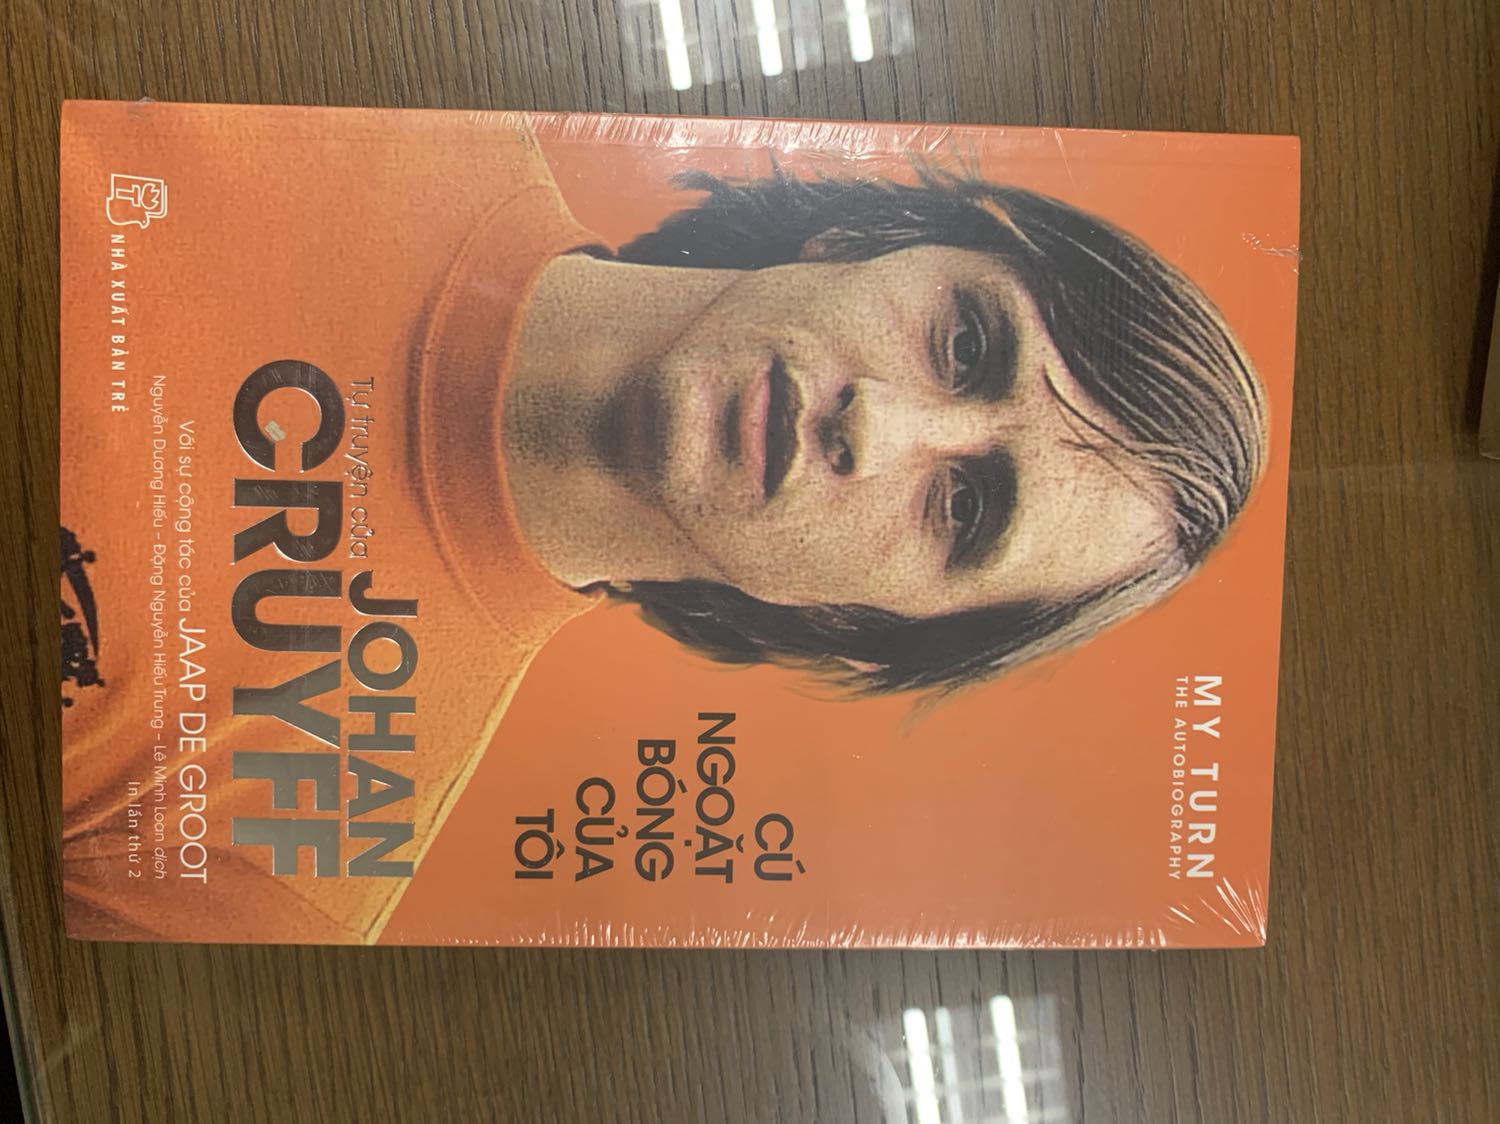 MY TURN
THE AUTOBIOGRAPHY
CÚ
NGOẶT
BÓNG
CỦA
TÔI
Tự truyện của JOHAN
CRUYFF
Với sự cộng tác của JAAP DE GROOT
Nguyễn Dương Hiếu – Đặng Nguyễn Hiếu Trung – Lê Minh Loan dịch
In lần thứ 2
T
NHÀ XUẤT BẢN TRẺ